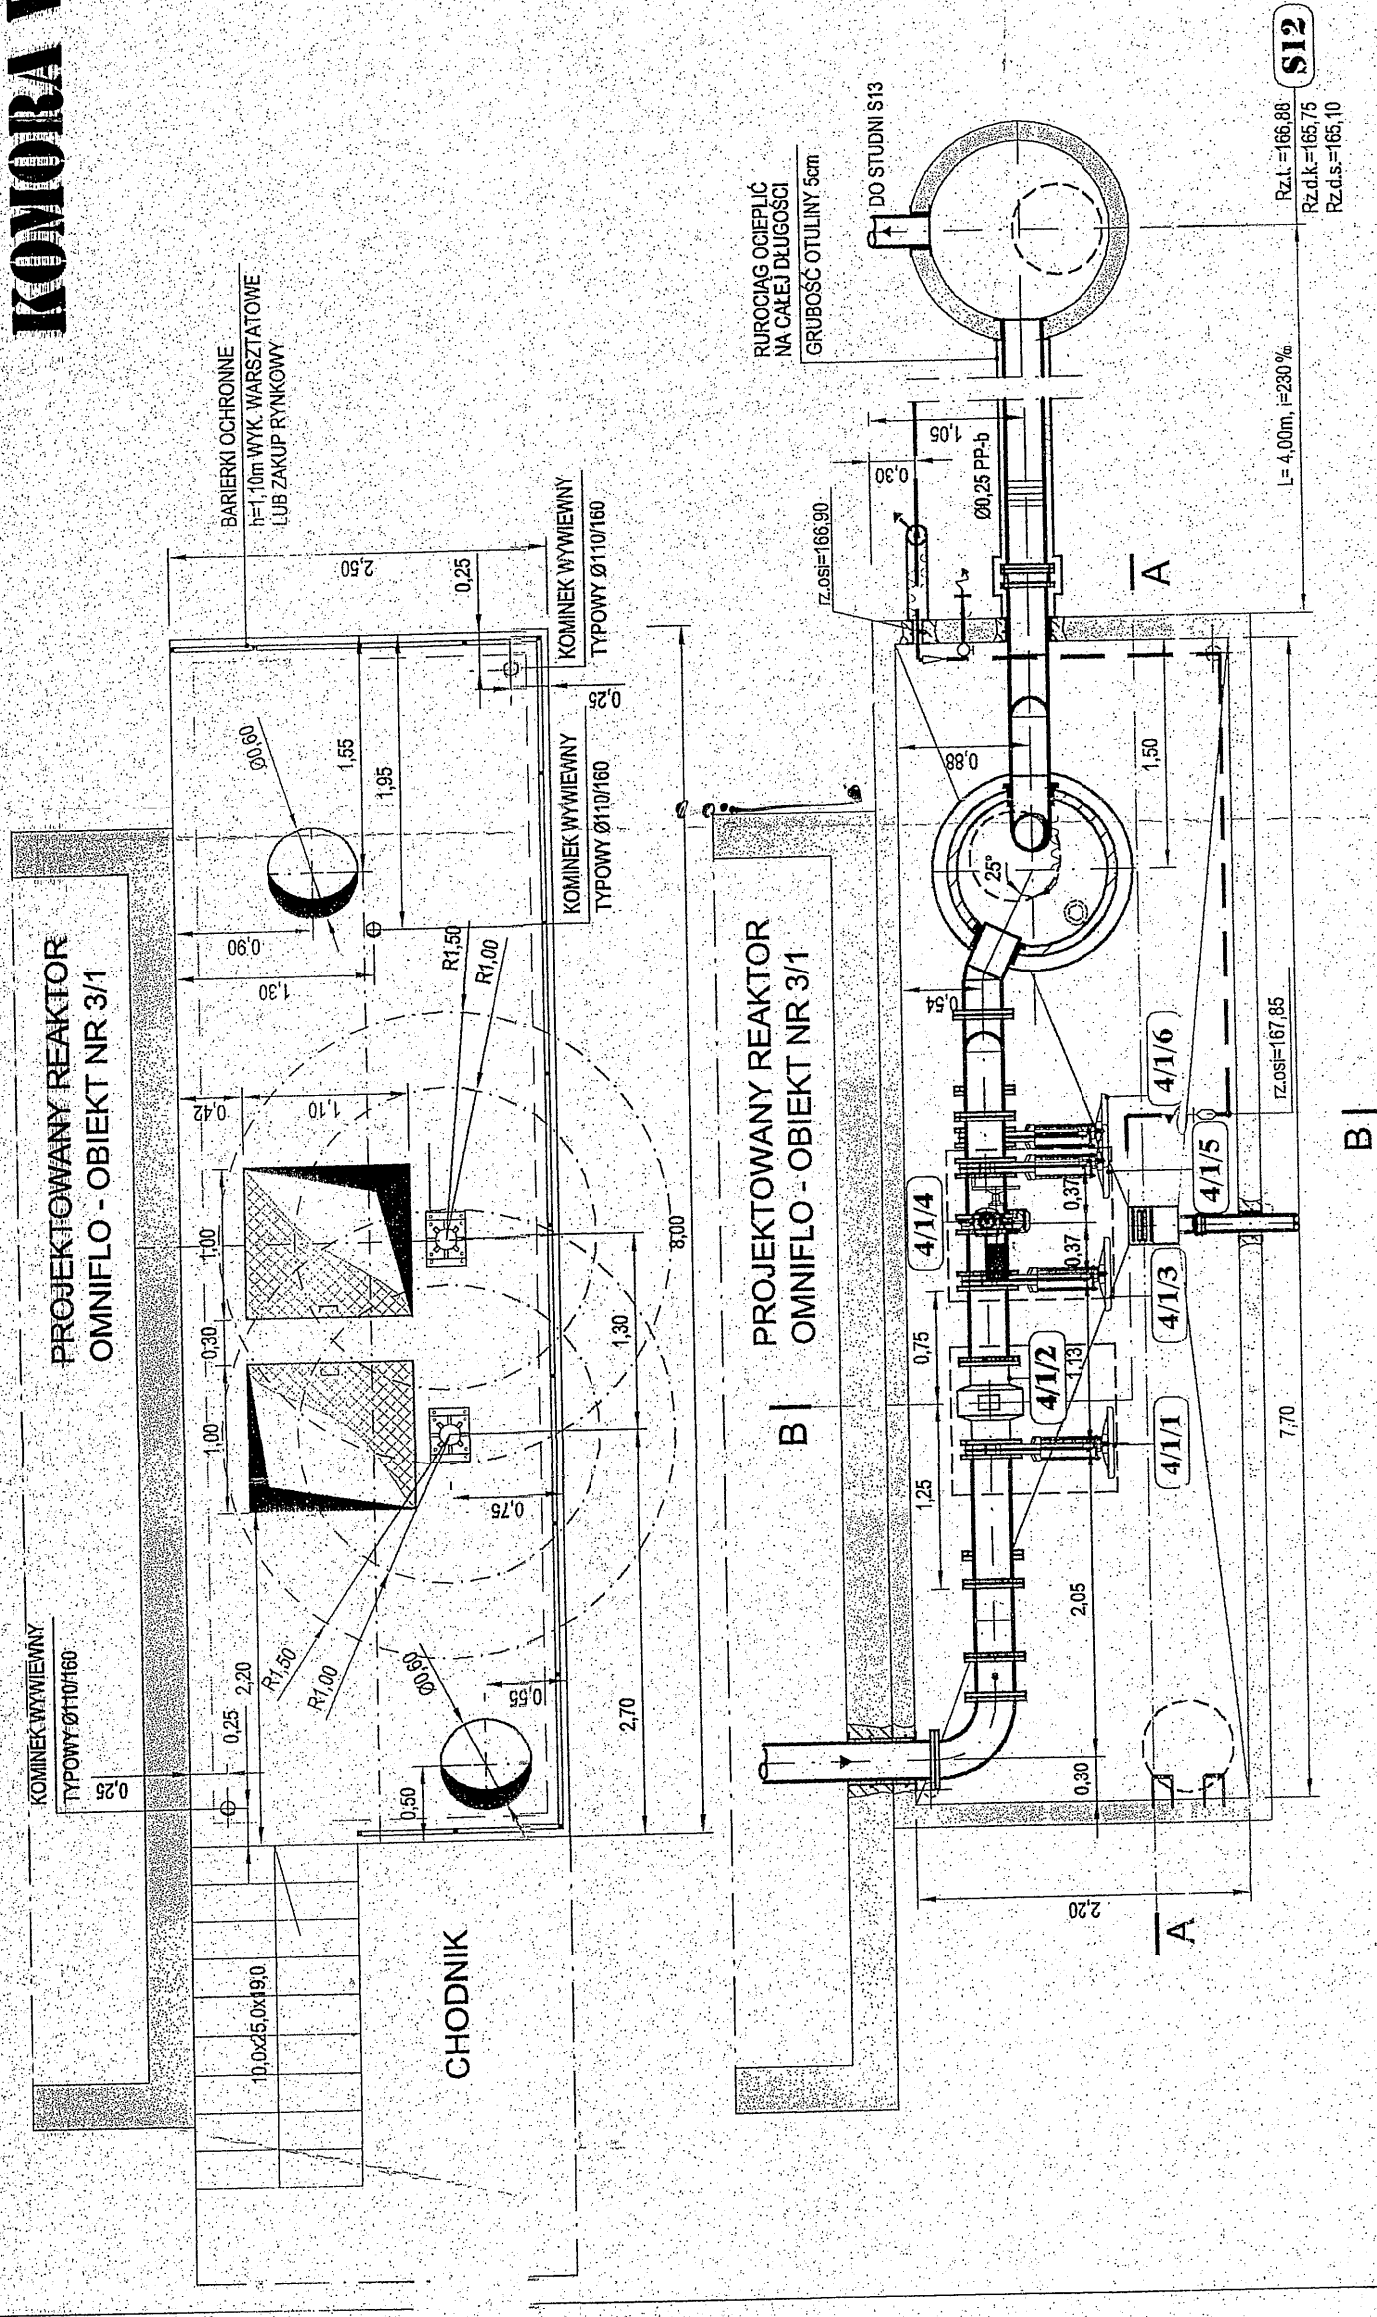 KOMORA
BARIERKI OCHRONNE
h=1,10m WYK. WARSZTATOWE
LUB ZAKUP RYNKOWY
PROJEKTOWANY REAKTOR
OMNIFLO - OBIEKT NR 3/1
KOMINEK WYWIEWNY
TYPOWY Ø110/160
0,25
0,25
2,20
1,00
0,30
1,00
0,42
1,10
1,30
0,90
Ø0,60
1,65
1,95
2,50
0,25
0,25
KOMINEK WYWIEWNY
TYPOWY Ø110/160
KOMINEK WYWIEWNY
TYPOWY Ø110/160
R1,50
R1,00
R1,50
R1,00
Ø0,60
0,55
0,50
0,75
2,70
1,30
8,00
10,0x25,0x19,0
CHODNIK
PROJEKTOWANY REAKTOR
OMNIFLO - OBIEKT NR 3/1
B
RUROCIĄG OCIEPLIĆ
NA CAŁEJ DŁUGOŚCI
GRUBOŚĆ OTULINY 5cm
DO STUDNI S13
rz.osi=166,90
0,30
1,05
Ø0,25 PP-b
A
0,88
25°
1,50
0,54
4/1/4
4/1/6
4/1/5
0,37
0,37
4/1/3
0,75
4/1/2
1,13
1,25
4/1/1
2,05
0,30
2,20
A
rz.osi=167,85
7,70
B
L= 4,00m, i=230‰
S12
Rz.t.=166,88
Rz.d.k.=165,75
Rz.d.s.=165,10